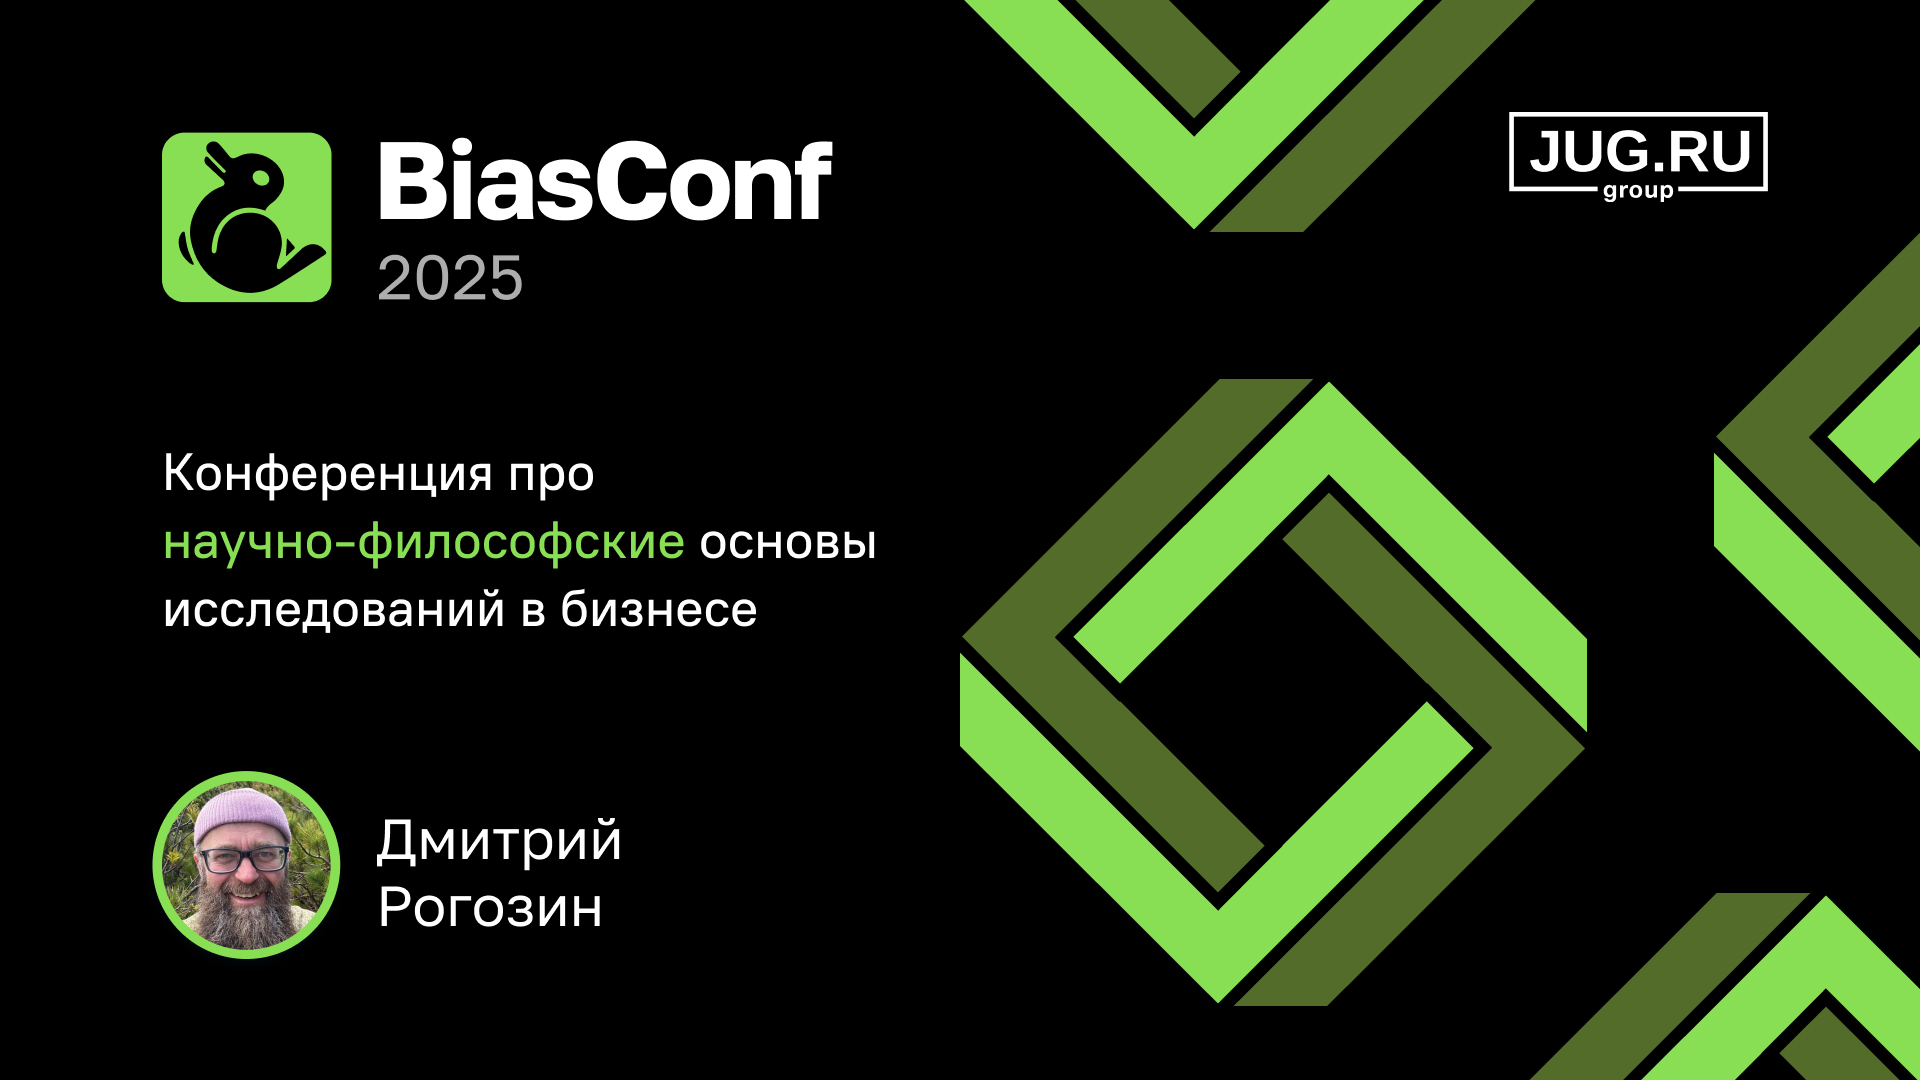 BiasConf
2025
JUG.RU
group
Конференция про
научно-философские основы
исследований в бизнесе
Дмитрий
Рогозин